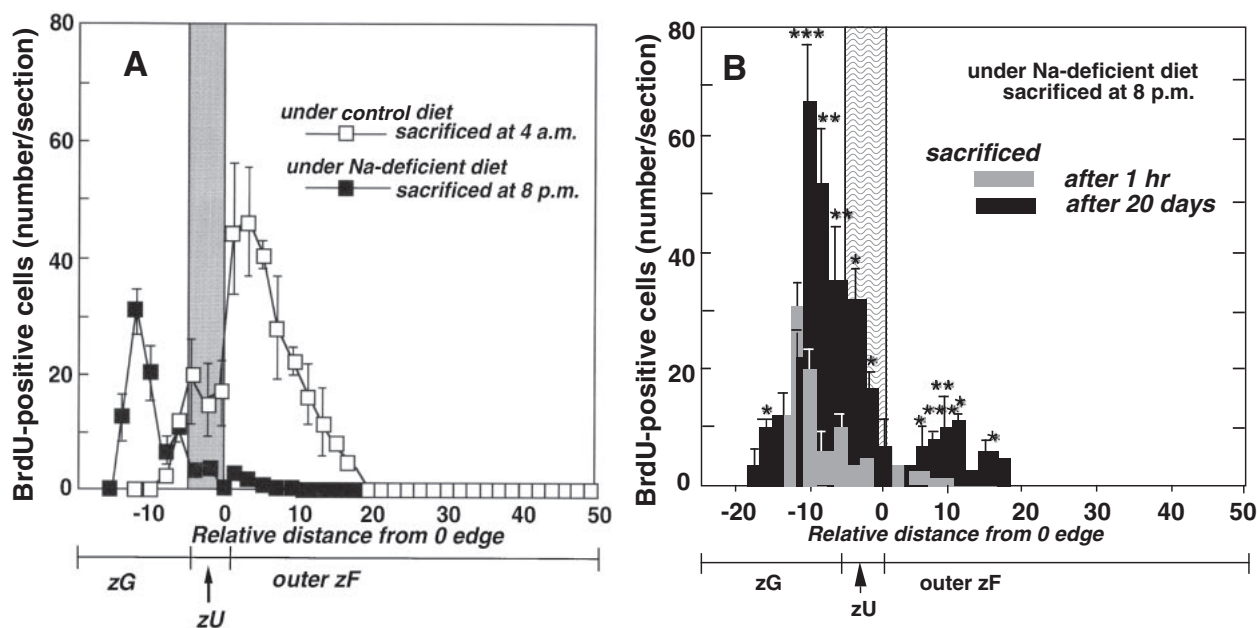 A
BrdU-positive cells (number/section)
80
60
40
20
0
under control diet
sacrificed at 4 a.m.
under Na-deficient diet
sacrificed at 8 p.m.
-10 0 10 20 30 40 50
Relative distance from 0 edge
zG
outer zF
zU
B
BrdU-positive cells (number/section)
80
60
40
20
0
under Na-deficient diet
sacrificed at 8 p.m.
sacrificed
after 1 hr
after 20 days
***
**
**
*
*
*
**
****
*
*
*
-20 -10 0 10 20 30 40 50
Relative distance from 0 edge
zG
outer zF
zU